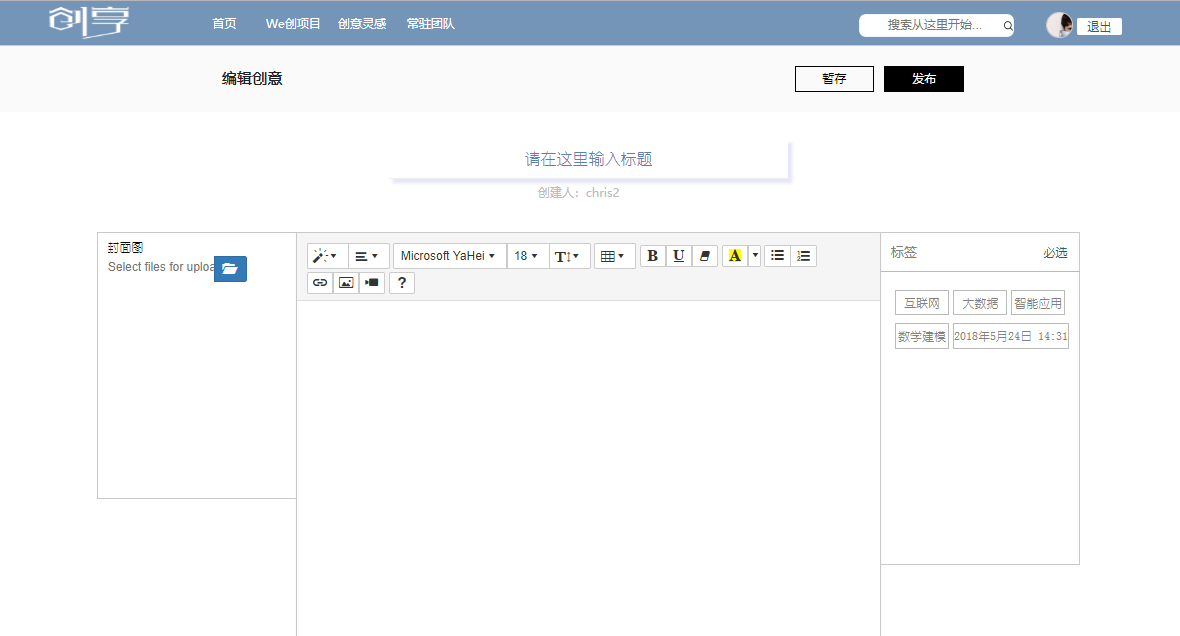 创享
首页 We创项目 创意灵感 常驻团队 搜索从这里开始... 退出
编辑创意 暂存 发布
请在这里输入标题
创建人：chris2
封面图
Select files for uploa
Microsoft YaHei 18 T B U A
?
标签 必选
互联网 大数据 智能应用
数学建模 2018年5月24日 14:31